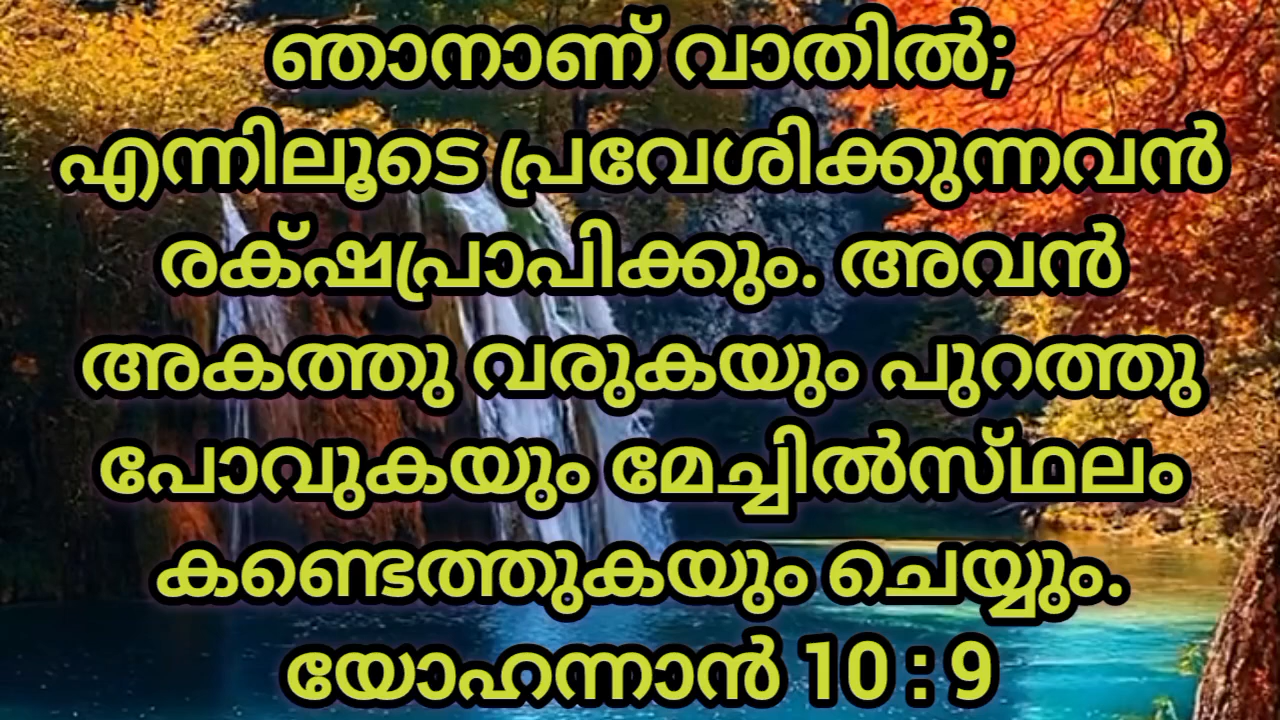 ഞാനാണ് വാതിൽ;
എന്നിലൂടെ പ്രവേശിക്കുന്നവൻ
രക്‌ഷപ്രാപിക്കും. അവൻ
അകത്തു വരുകയും പുറത്തു
പോവുകയും മേച്ചിൽസ്‌ഥലം
കണ്ടെത്തുകയും ചെയ്യും.
യോഹന്നാൻ 10 : 9